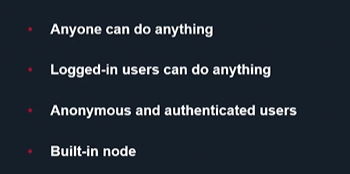 Anyone can do anything
Logged-in users can do anything
Anonymous and authenticated users
Built-in node